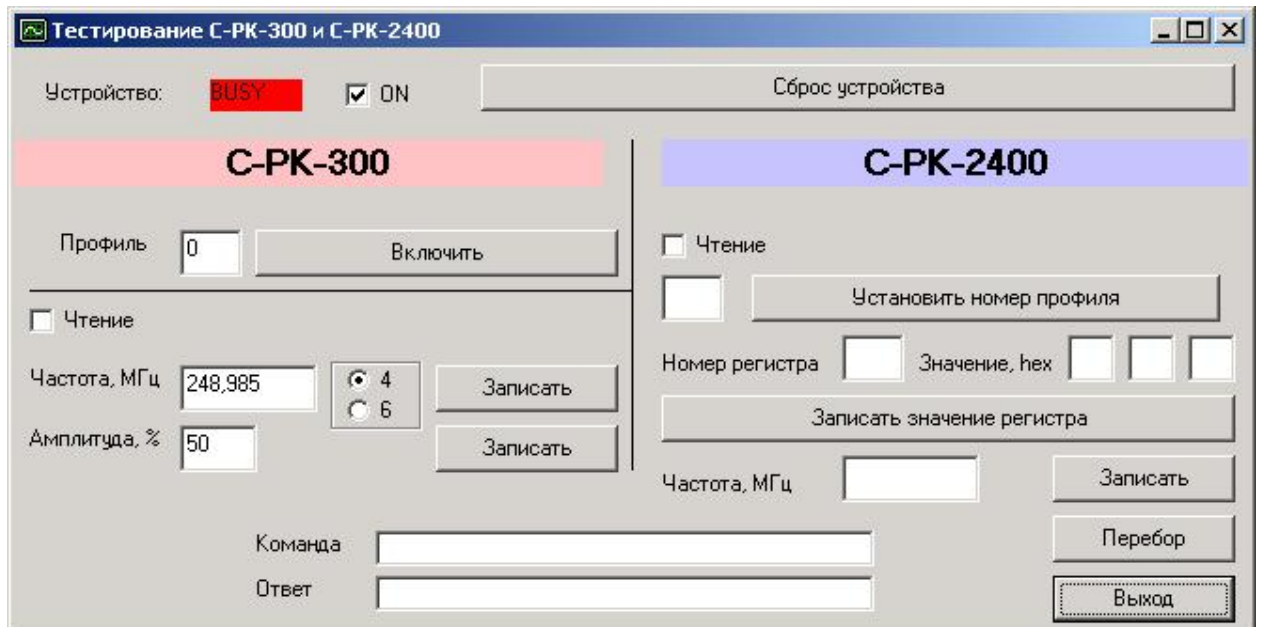 Тестирование С-РК-300 и С-РК-2400
Устройство: BUSY ON Сброс устройства
С-РК-300
С-РК-2400
Профиль 0 Включить
Чтение
Частота, МГц 248,985 4 6 Записать
Амплитуда, % 50 Записать
Чтение
Установить номер профиля
Номер регистра Значение, hex
Записать значение регистра
Частота, МГц Записать
Команда
Перебор
Ответ
Выход